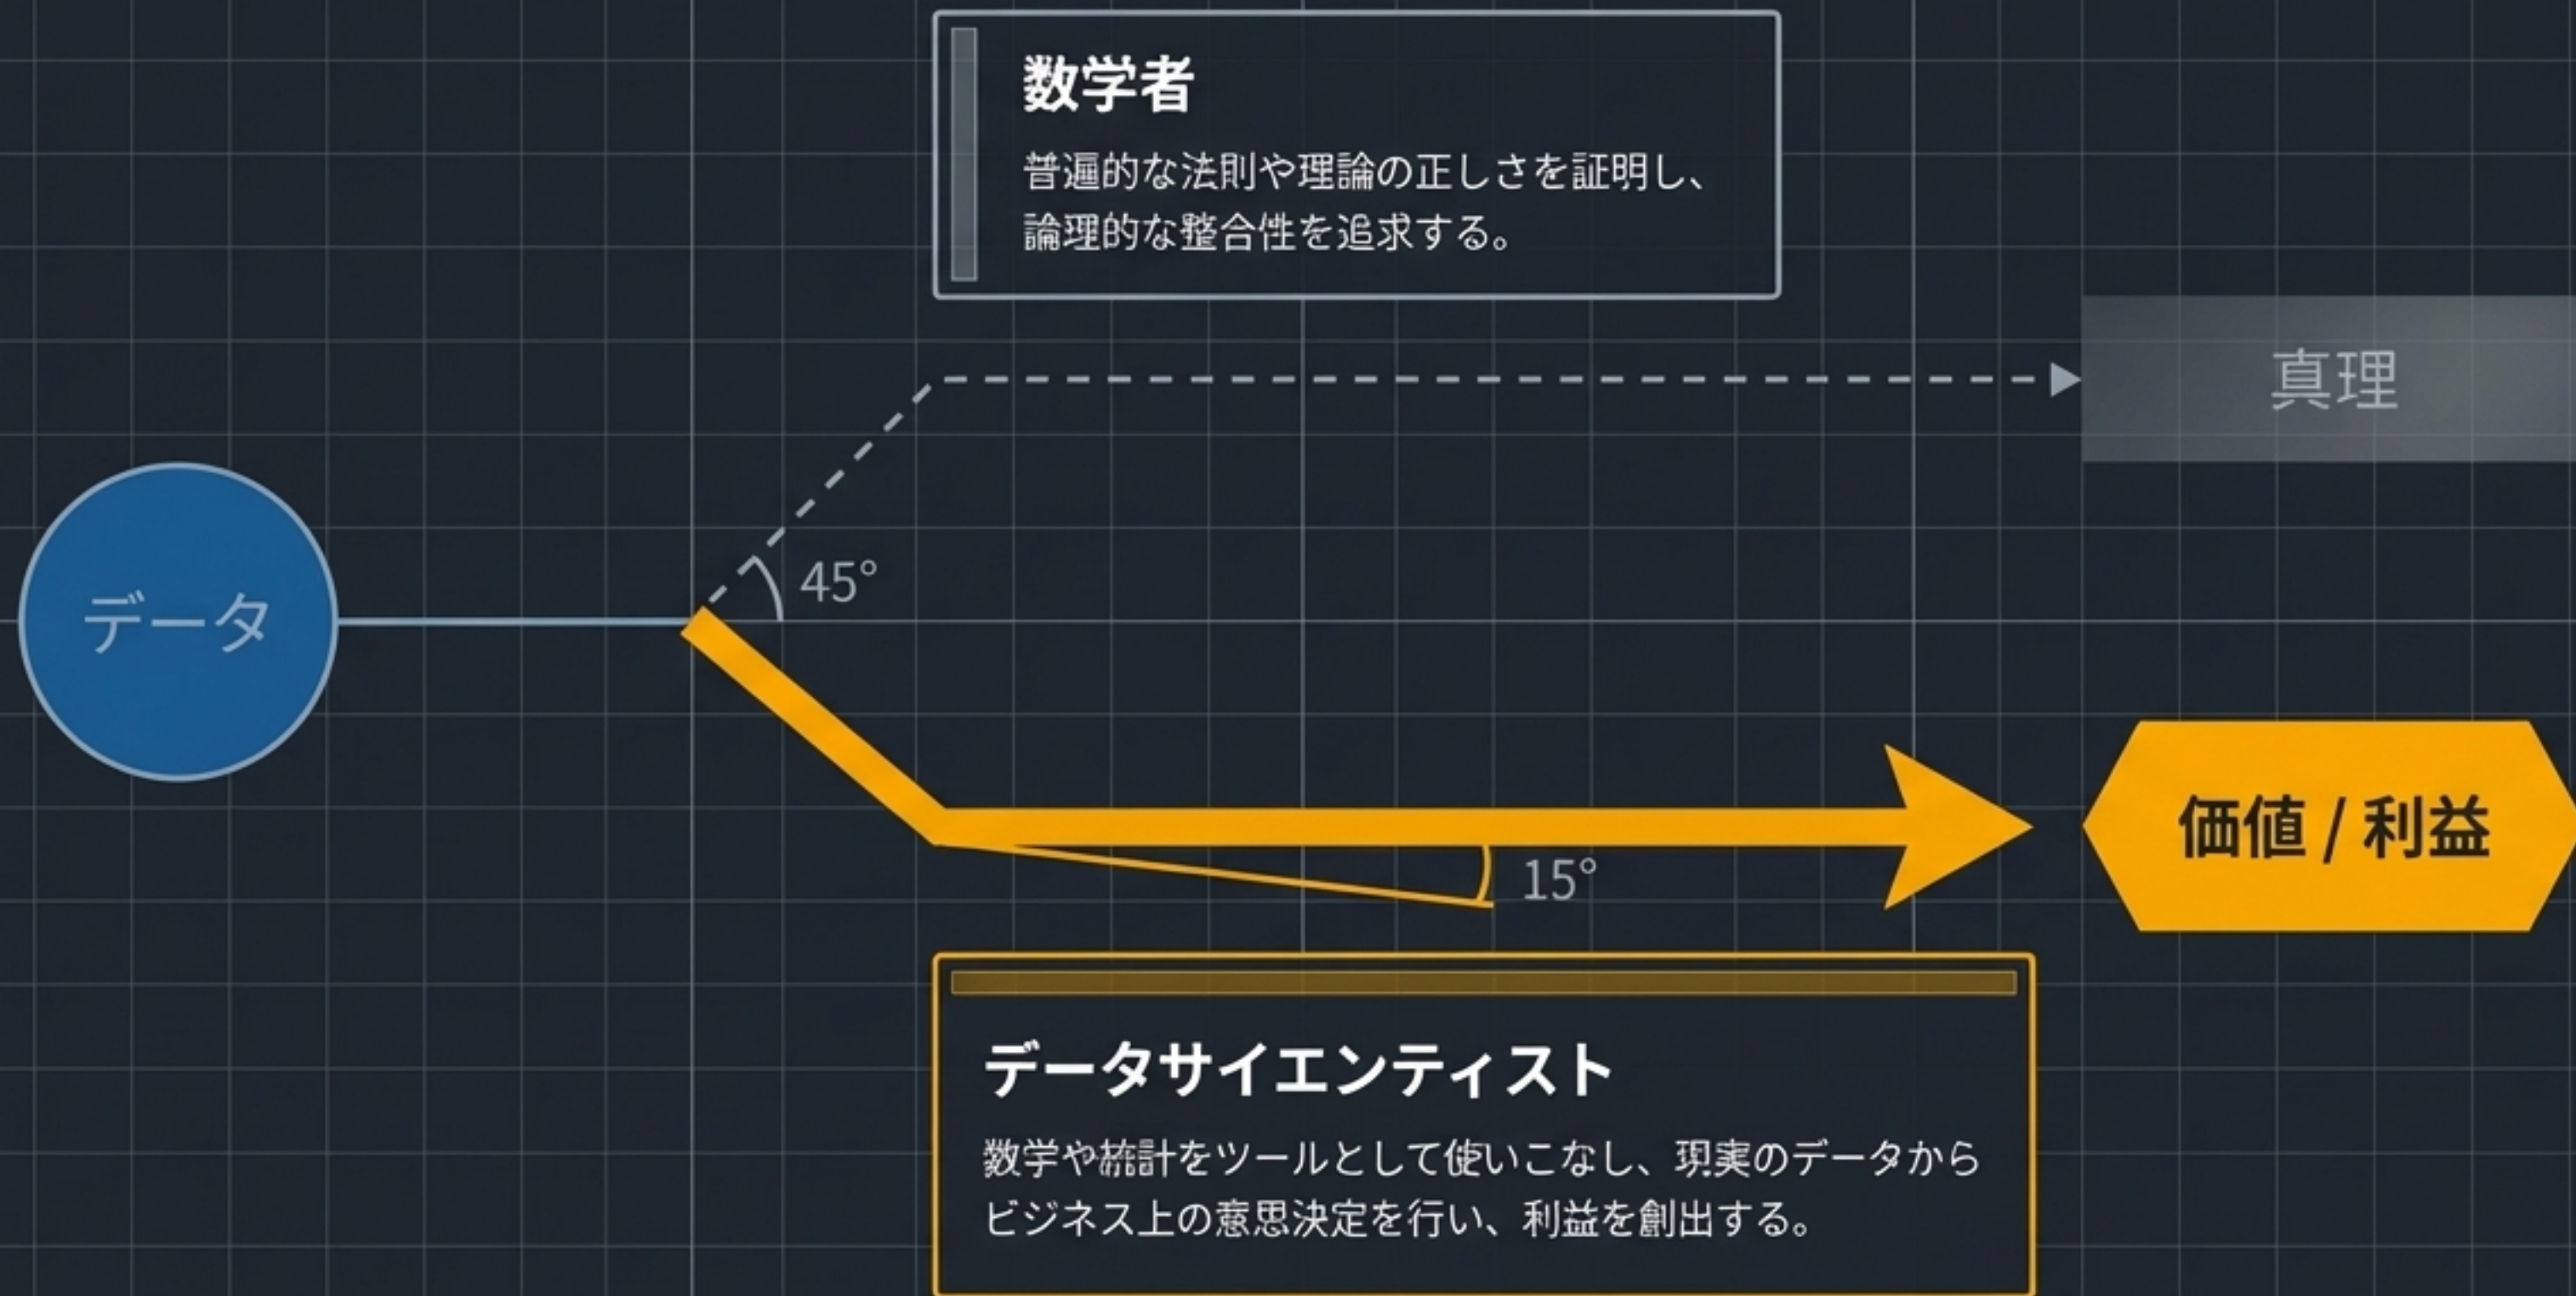 数学者
普遍的な法則や理論の正しさを証明し、
論理的な整合性を追求する。
真理
45°
データ
価値 / 利益
15°
データサイエンティスト
数学や統計をツールとして使いこなし、現実のデータから
ビジネス上の意思決定を行い、利益を創出する。